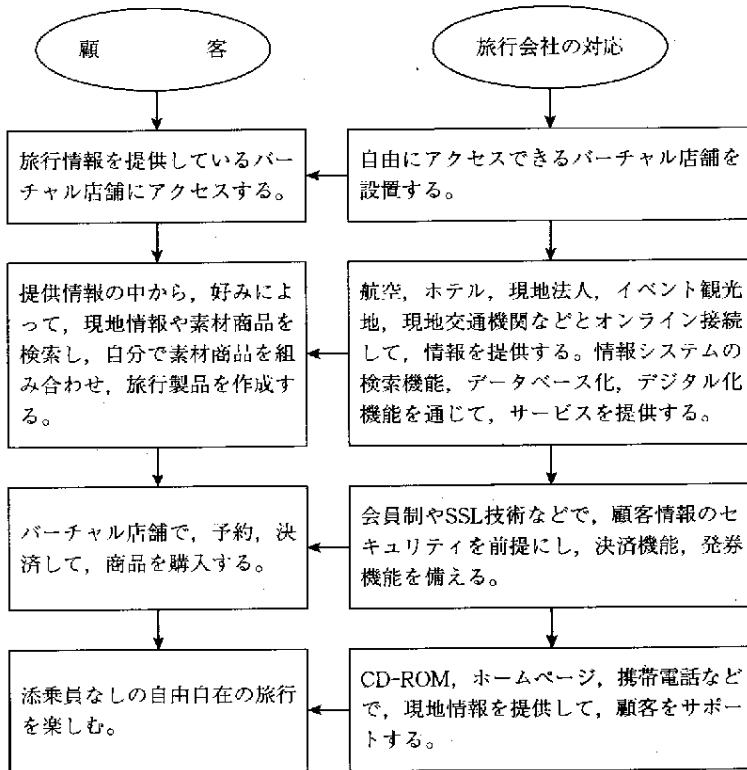 顧　　　客
旅行会社の対応
旅行情報を提供しているバー
チャル店舗にアクセスする。
自由にアクセスできるバーチャル店舗を
設置する。
提供情報の中から，好みによ
って，現地情報や素材商品を
検索し，自分で素材商品を組
み合わせ，旅行製品を作成す
る。
航空，ホテル，現地法人，イベント観光
地，現地交通機関などとオンライン接続
して，情報を提供する。情報システムの
検索機能，データベース化，デジタル化
機能を通じて，サービスを提供する。
バーチャル店舗で，予約，決
済して，商品を購入する。
会員制やSSL技術などで，顧客情報のセ
キュリティを前提にし，決済機能，発券
機能を備える。
添乗員なしの自由自在の旅行
を楽しむ。
CD-ROM，ホームページ，携帯電話など
で，現地情報を提供して，顧客をサポー
トする。